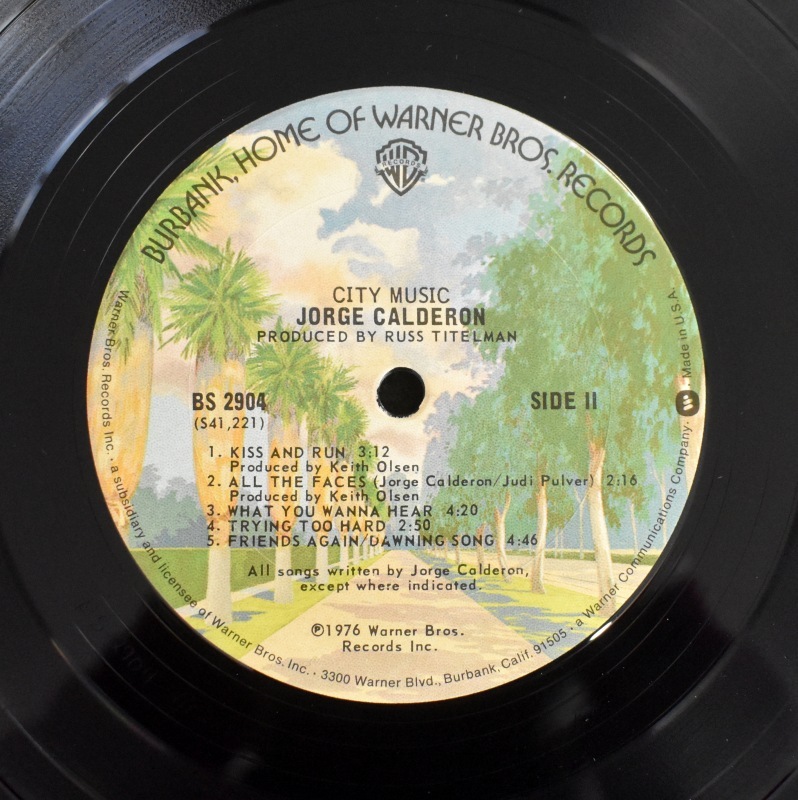 BURBANK, HOME OF WARNER BROS. RECORDS
WB
RECORDS
CITY MUSIC
JORGE CALDERON
PRODUCED BY RUSS TITELMAN
BS 2904
(S41,221)
SIDE II
1. KISS AND RUN 3:12
Produced by Keith Olsen
2. ALL THE FACES (Jorge Calderon/Judi Pulver) 2:16
Produced by Keith Olsen
3. WHAT YOU WANNA HEAR 4:20
4. TRYING TOO HARD 2:50
5. FRIENDS AGAIN/DAWNING SONG 4:46
All songs written by Jorge Calderon,
except where indicated.
℗1976 Warner Bros.
Records Inc.
Warner Bros. Records Inc. · a subsidiary and licensee of Warner Bros. Inc. · 3300 Warner Blvd., Burbank, Calif. 91505 · a Warner Communications Company. · Made in U.S.A.